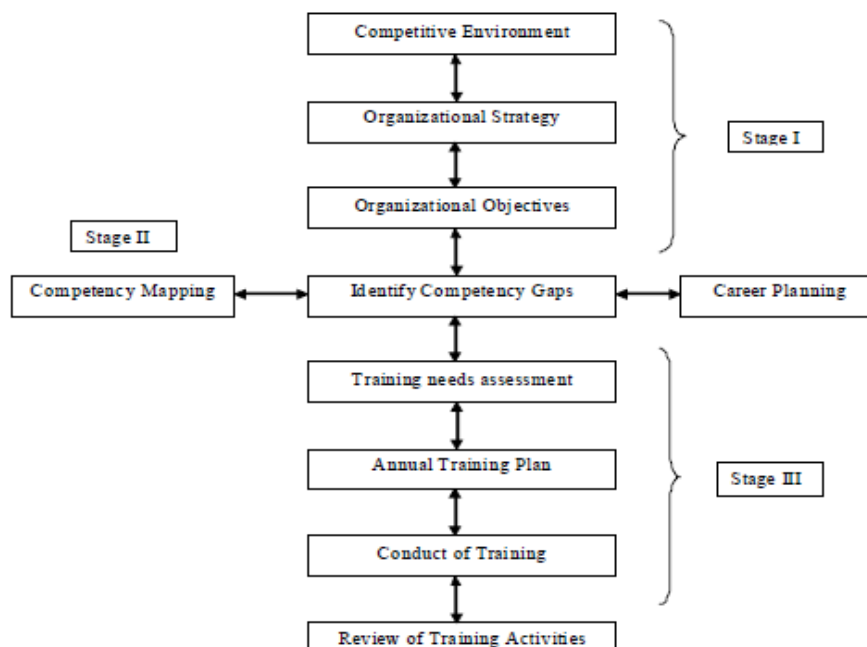 Competitive Environment
Organizational Strategy
Stage I
Organizational Objectives
Stage II
Competency Mapping
Identify Competency Gaps
Career Planning
Training needs assessment
Annual Training Plan
Stage III
Conduct of Training
Review of Training Activities